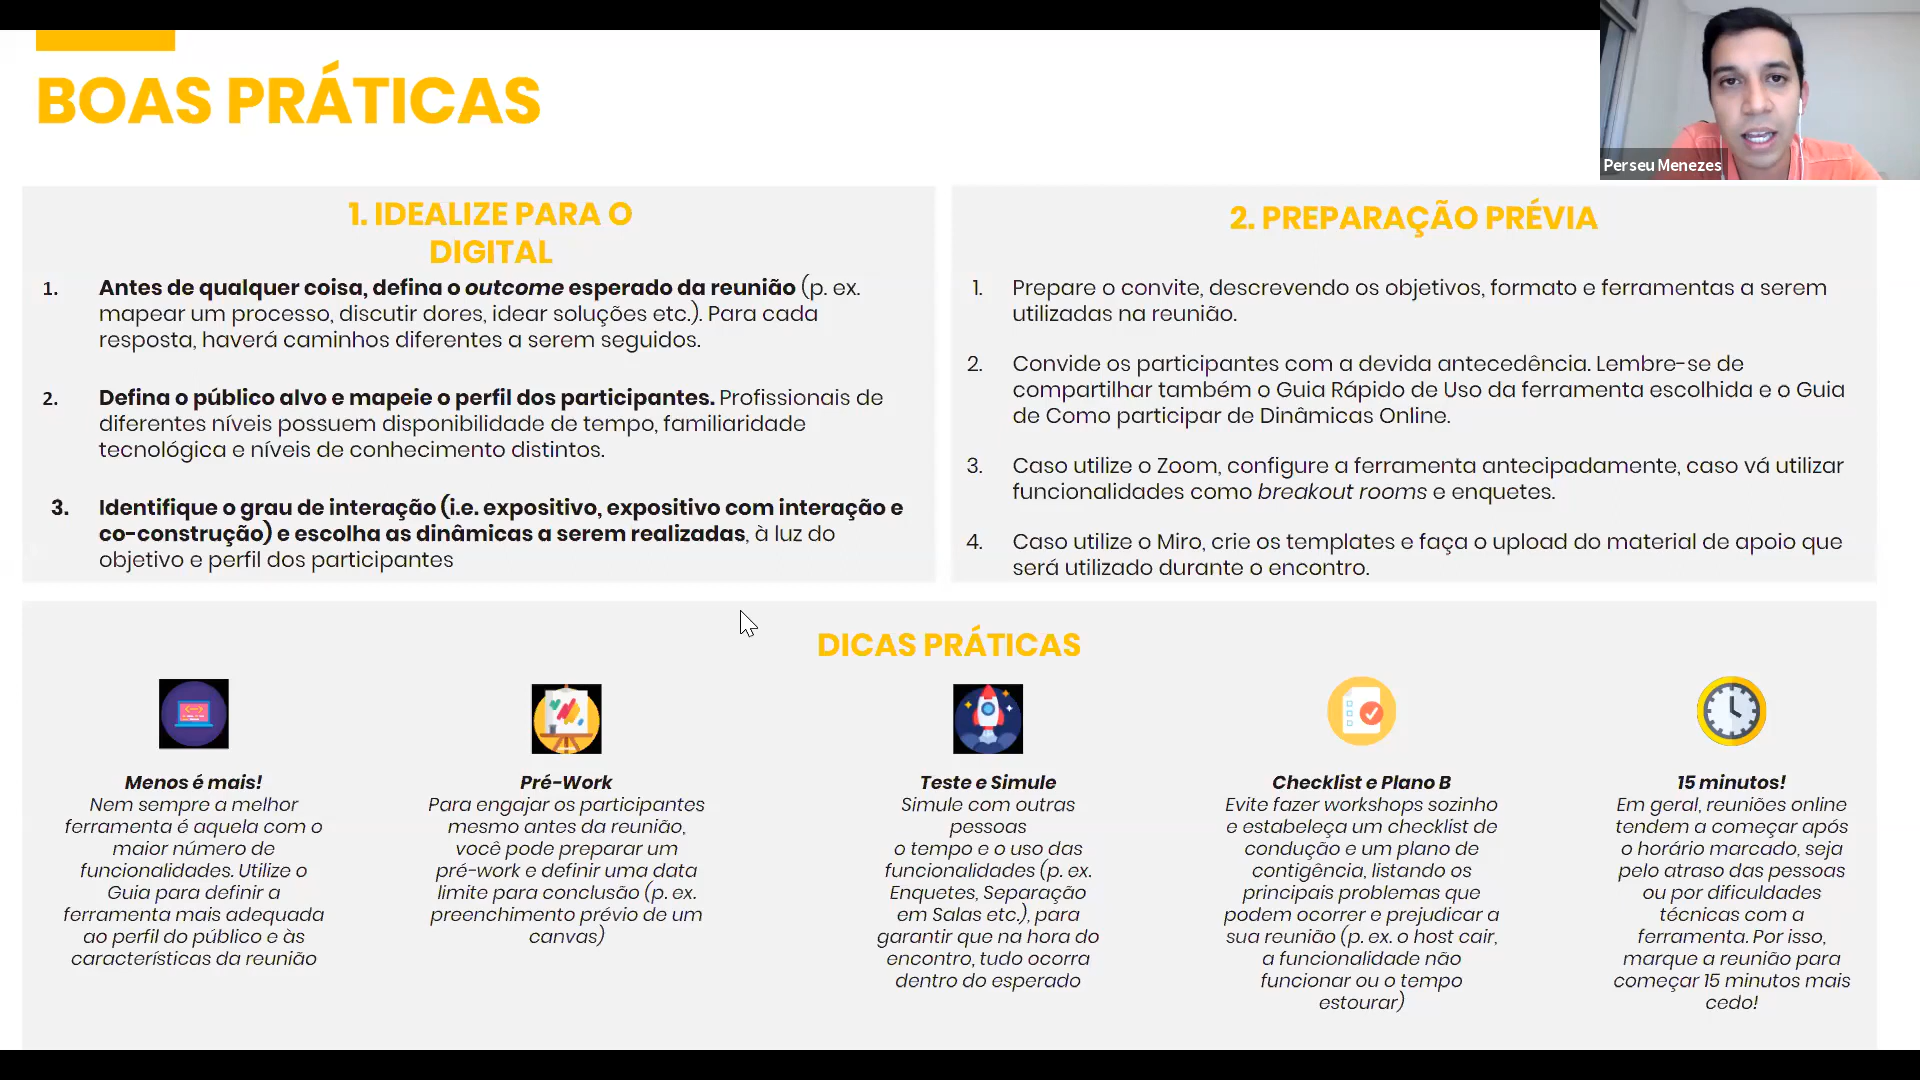 BOAS PRÁTICAS
Perseu Menezes
1. IDEALIZE PARA O
DIGITAL
1. Antes de qualquer coisa, defina o outcome esperado da reunião (p. ex.
mapear um processo, discutir dores, idear soluções etc.). Para cada
resposta, haverá caminhos diferentes a serem seguidos.
2. Defina o público alvo e mapeie o perfil dos participantes. Profissionais de
diferentes níveis possuem disponibilidade de tempo, familiaridade
tecnológica e níveis de conhecimento distintos.
3. Identifique o grau de interação (i.e. expositivo, expositivo com interação e
co-construção) e escolha as dinâmicas a serem realizadas, à luz do
objetivo e perfil dos participantes
2. PREPARAÇÃO PRÉVIA
1. Prepare o convite, descrevendo os objetivos, formato e ferramentas a serem
utilizadas na reunião.
2. Convide os participantes com a devida antecedência. Lembre-se de
compartilhar também o Guia Rápido de Uso da ferramenta escolhida e o Guia
de Como participar de Dinâmicas Online.
3. Caso utilize o Zoom, configure a ferramenta antecipadamente, caso vá utilizar
funcionalidades como breakout rooms e enquetes.
4. Caso utilize o Miro, crie os templates e faça o upload do material de apoio que
será utilizado durante o encontro.
DICAS PRÁTICAS
Menos é mais!
Nem sempre a melhor
ferramenta é aquela com o
maior número de
funcionalidades. Utilize o
Guia para definir a
ferramenta mais adequada
ao perfil do público e às
características da reunião
Pré-Work
Para engajar os participantes
mesmo antes da reunião,
você pode preparar um
pré-work e definir uma data
limite para conclusão (p. ex.
preenchimento prévio de um
canvas)
Teste e Simule
Simule com outras
pessoas
o tempo e o uso das
funcionalidades (p. ex.
Enquetes, Separação
em Salas etc.), para
garantir que na hora do
encontro, tudo ocorra
dentro do esperado
Checklist e Plano B
Evite fazer workshops sozinho
e estabeleça um checklist de
condução e um plano de
contigência, listando os
principais problemas que
podem ocorrer e prejudicar a
sua reunião (p. ex. o host cair,
a funcionalidade não
funcionar ou o tempo
estourar)
15 minutos!
Em geral, reuniões online
tendem a começar após
o horário marcado, seja
pelo atraso das pessoas
ou por dificuldades
técnicas com a
ferramenta. Por isso,
marque a reunião para
começar 15 minutos mais
cedo!